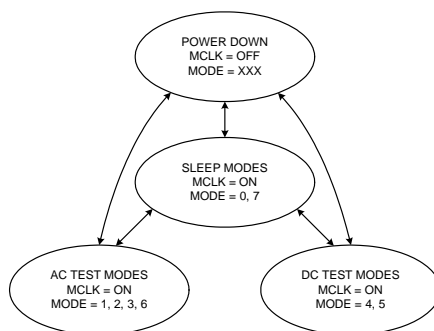 POWER DOWN
MCLK = OFF
MODE = XXX
SLEEP MODES
MCLK = ON
MODE = 0, 7
AC TEST MODES
MCLK = ON
MODE = 1, 2, 3, 6
DC TEST MODES
MCLK = ON
MODE = 4, 5